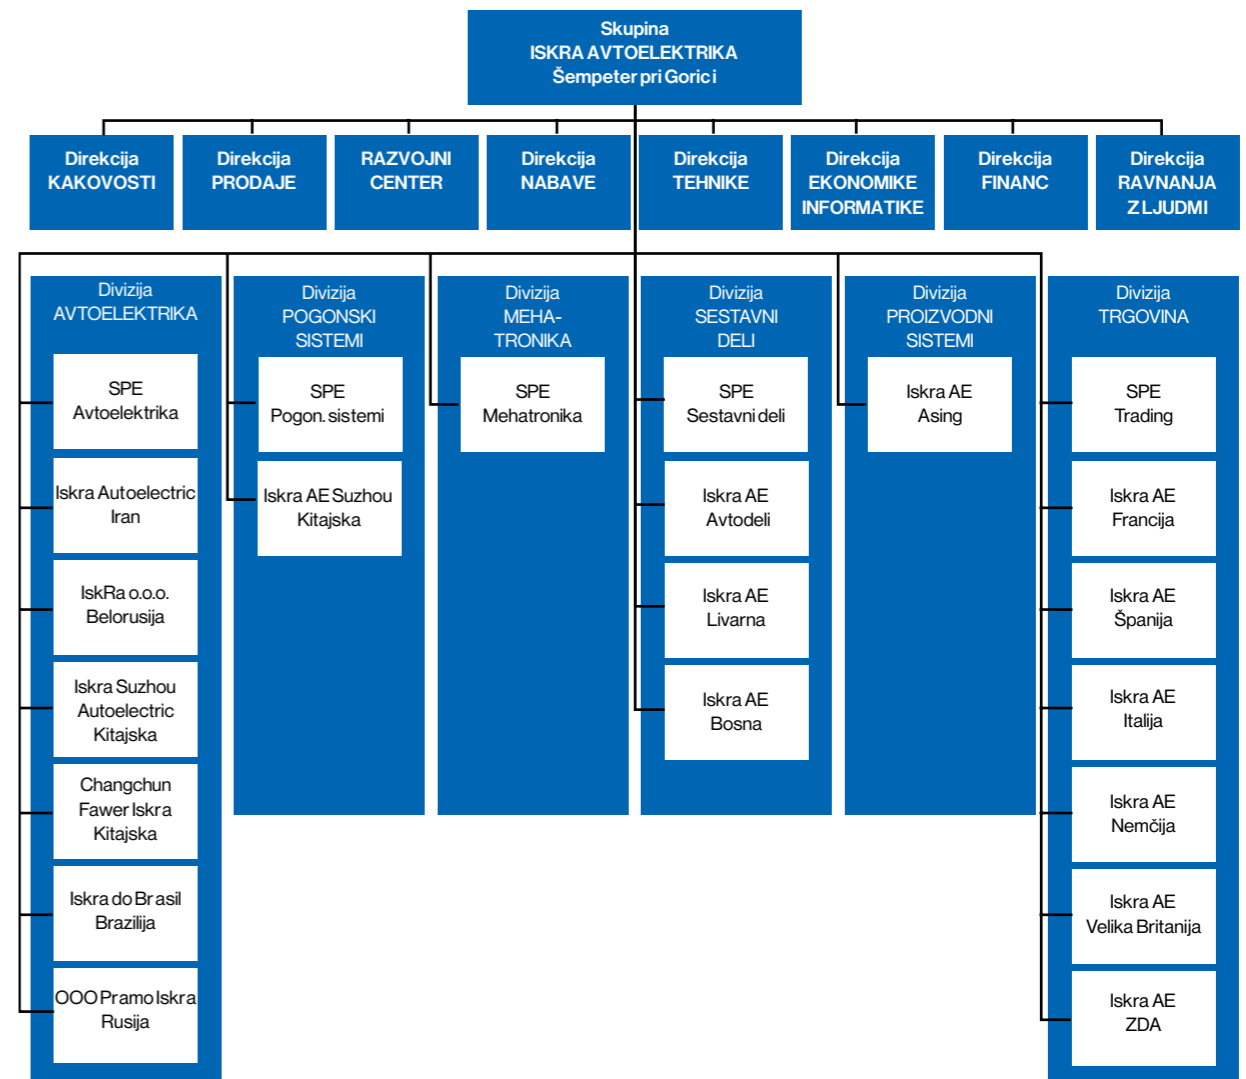 Skupina
ISKRA AVTOELEKTRIKA
Šempeter pri Gorici
Direkcija
KAKOVOSTI
Direkcija
PRODAJE
RAZVOJNI
CENTER
Direkcija
NABAVE
Direkcija
TEHNIKE
Direkcija
EKONOMIKE
INFORMATIKE
Direkcija
FINANC
Direkcija
RAVNANJA
Z LJUDMI
Divizija
AVTOELEKTRIKA
SPE
Avtoelektrika
Iskra Autoelectric
Iran
IskRa o.o.o.
Belorusija
Iskra Suzhou
Autoelectric
Kitajska
Changchun
Fawer Iskra
Kitajska
Iskra do Brasil
Brazilija
OOO Pramo Iskra
Rusija
Divizija
POGONSKI
SISTEMI
SPE
Pogon. sistemi
Iskra AE Suzhou
Kitajska
Divizija
MEHA-
TRONIKA
SPE
Mehatronika
Divizija
SESTAVNI
DELI
SPE
Sestavni deli
Iskra AE
Avtodeli
Iskra AE
Livarna
Iskra AE
Bosna
Divizija
PROIZVODNI
SISTEMI
Iskra AE
Asing
Divizija
TRGOVINA
SPE
Trading
Iskra AE
Francija
Iskra AE
Španija
Iskra AE
Italija
Iskra AE
Nemčija
Iskra AE
Velika Britanija
Iskra AE
ZDA